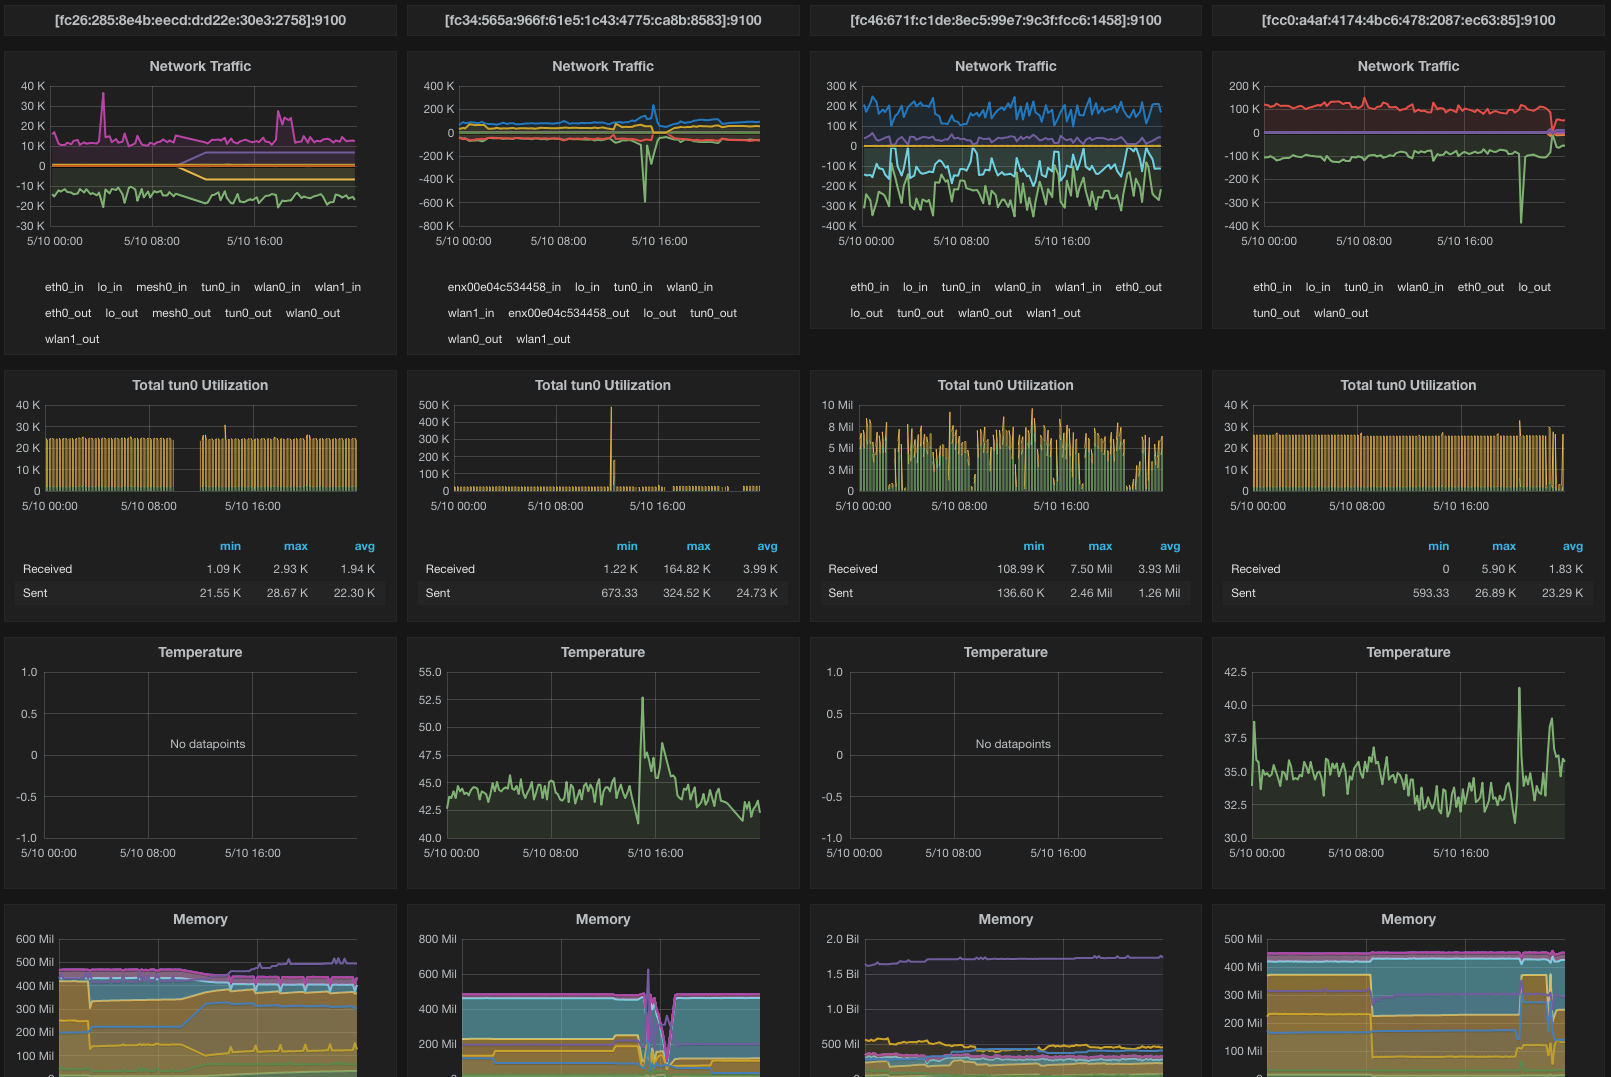 [fc26:285:8e4b:eecd:d:d22e:30e3:2758]:9100
Network Traffic
40 K
30 K
20 K
10 K
0
-10 K
-20 K
-30 K
5/10 00:00 5/10 08:00 5/10 16:00
eth0_in lo_in mesh0_in tun0_in wlan0_in wlan1_in
eth0_out lo_out mesh0_out tun0_out wlan0_out
wlan1_out
Total tun0 Utilization
40 K
30 K
20 K
10 K
0
5/10 00:00 5/10 08:00 5/10 16:00
min max avg
Received 1.09 K 2.93 K 1.94 K
Sent 21.55 K 28.67 K 22.30 K
Temperature
1.0
0.5
No datapoints
0
-0.5
-1.0
5/10 00:00 5/10 08:00 5/10 16:00
Memory
600 Mil
500 Mil
400 Mil
300 Mil
200 Mil
100 Mil
[fc34:565a:966f:61e5:1c43:4775:ca8b:8583]:9100
Network Traffic
400 K
200 K
0
-200 K
-400 K
-600 K
-800 K
5/10 00:00 5/10 08:00 5/10 16:00
enx00e04c534458_in lo_in tun0_in wlan0_in
wlan1_in enx00e04c534458_out lo_out tun0_out
wlan0_out wlan1_out
Total tun0 Utilization
500 K
400 K
300 K
200 K
100 K
0
5/10 00:00 5/10 08:00 5/10 16:00
min max avg
Received 1.22 K 164.82 K 3.99 K
Sent 673.33 324.52 K 24.73 K
Temperature
55.0
52.5
50.0
47.5
45.0
42.5
40.0
5/10 00:00 5/10 08:00 5/10 16:00
Memory
800 Mil
600 Mil
400 Mil
200 Mil
[fc46:671f:c1de:8ec5:99e7:9c3f:fcc6:1458]:9100
Network Traffic
300 K
200 K
100 K
0
-100 K
-200 K
-300 K
-400 K
5/10 00:00 5/10 08:00 5/10 16:00
eth0_in lo_in tun0_in wlan0_in wlan1_in eth0_out
lo_out tun0_out wlan0_out wlan1_out
Total tun0 Utilization
10 Mil
8 Mil
5 Mil
3 Mil
0
5/10 00:00 5/10 08:00 5/10 16:00
min max avg
Received 108.99 K 7.50 Mil 3.93 Mil
Sent 136.60 K 2.46 Mil 1.26 Mil
Temperature
1.0
0.5
No datapoints
0
-0.5
-1.0
5/10 00:00 5/10 08:00 5/10 16:00
Memory
2.0 Bil
1.5 Bil
1.0 Bil
500 Mil
[fcc0:a4af:4174:4bc6:478:2087:ec63:85]:9100
Network Traffic
200 K
100 K
0
-100 K
-200 K
-300 K
-400 K
5/10 00:00 5/10 08:00 5/10 16:00
eth0_in lo_in tun0_in wlan0_in eth0_out lo_out
tun0_out wlan0_out
Total tun0 Utilization
40 K
30 K
20 K
10 K
0
5/10 00:00 5/10 08:00 5/10 16:00
min max avg
Received 0 5.90 K 1.83 K
Sent 593.33 26.89 K 23.29 K
Temperature
42.5
40.0
37.5
35.0
32.5
30.0
5/10 00:00 5/10 08:00 5/10 16:00
Memory
500 Mil
400 Mil
300 Mil
200 Mil
100 Mil